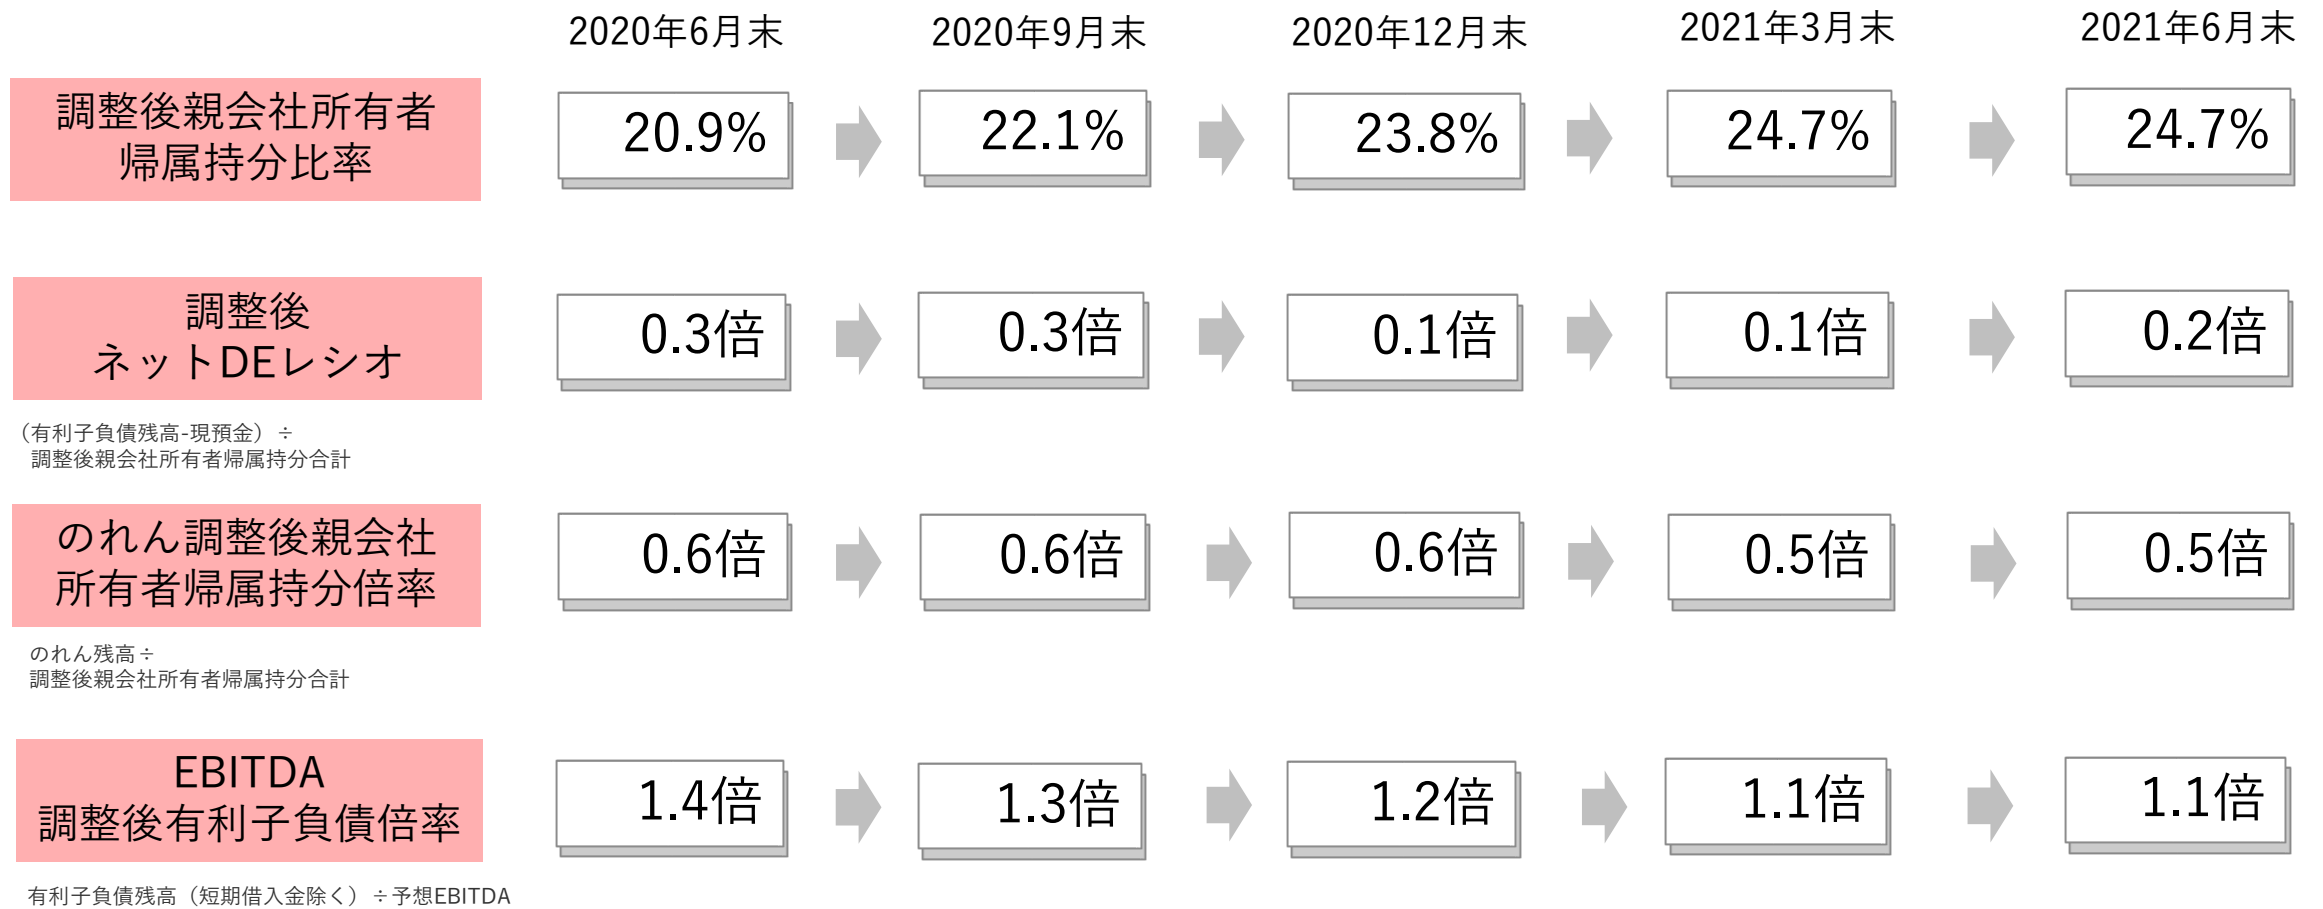 2020年6月末 2020年9月末 2020年12月末 2021年3月末 2021年6月末
調整後親会社所有者
帰属持分比率
20.9% 22.1% 23.8% 24.7% 24.7%
調整後
ネットDEレシオ
0.3倍 0.3倍 0.1倍 0.1倍 0.2倍
（有利子負債残高-現預金）÷
調整後親会社所有者帰属持分合計
のれん調整後親会社
所有者帰属持分倍率
0.6倍 0.6倍 0.6倍 0.5倍 0.5倍
のれん残高÷
調整後親会社所有者帰属持分合計
EBITDA
調整後有利子負債倍率
1.4倍 1.3倍 1.2倍 1.1倍 1.1倍
有利子負債残高（短期借入金除く）÷予想EBITDA